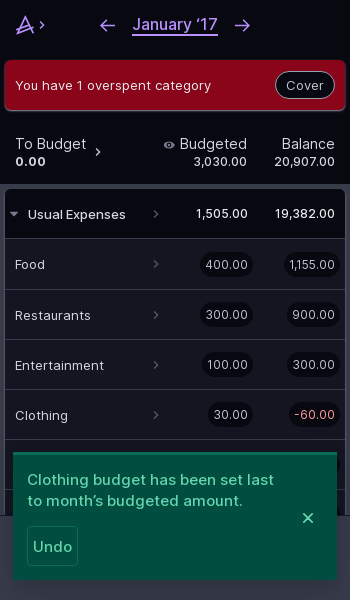 January ‘17
You have 1 overspent category
Cover
To Budget
Budgeted
Balance
0.00
3,030.00
20,907.00
Usual Expenses
1,505.00
19,382.00
Food
400.00
1,155.00
Restaurants
300.00
900.00
Entertainment
100.00
300.00
Clothing
30.00
-60.00
Clothing budget has been set last
to month’s budgeted amount.
Undo